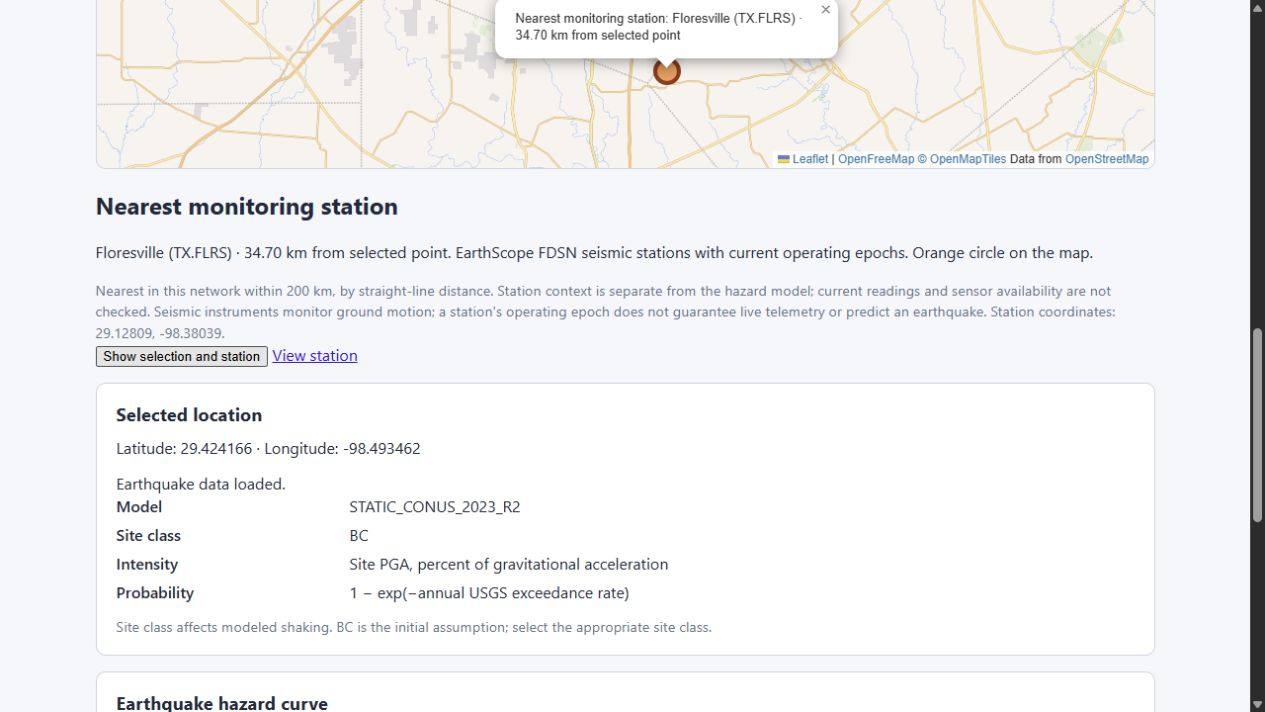 Nearest monitoring station: Floresville (TX.FLRS) ·
34.70 km from selected point
×
Leaflet | OpenFreeMap © OpenMapTiles Data from OpenStreetMap
Nearest monitoring station
Floresville (TX.FLRS) · 34.70 km from selected point. EarthScope FDSN seismic stations with current operating epochs. Orange circle on the map.
Nearest in this network within 200 km, by straight-line distance. Station context is separate from the hazard model; current readings and sensor availability are not
checked. Seismic instruments monitor ground motion; a station's operating epoch does not guarantee live telemetry or predict an earthquake. Station coordinates:
29.12809, -98.38039.
Show selection and station View station
Selected location
Latitude: 29.424166 · Longitude: -98.493462
Earthquake data loaded.
Model STATIC_CONUS_2023_R2
Site class BC
Intensity Site PGA, percent of gravitational acceleration
Probability 1 − exp(−annual USGS exceedance rate)
Site class affects modeled shaking. BC is the initial assumption; select the appropriate site class.
Earthquake hazard curve